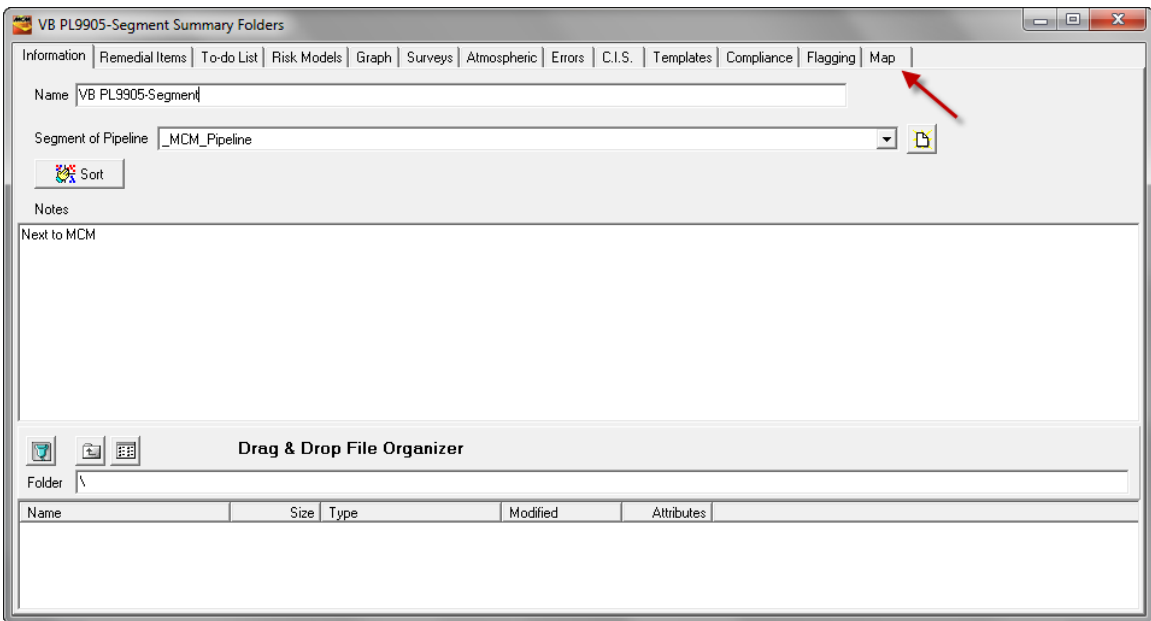 VB PL9905-Segment Summary Folders
Information Remedial Items To-do List Risk Models Graph Surveys Atmospheric Errors C.I.S. Templates Compliance Flagging Map
Name VB PL9905-Segment
Segment of Pipeline _MCM_Pipeline
Sort
Notes
Next to MCM
Drag & Drop File Organizer
Folder \
Name Size Type Modified Attributes